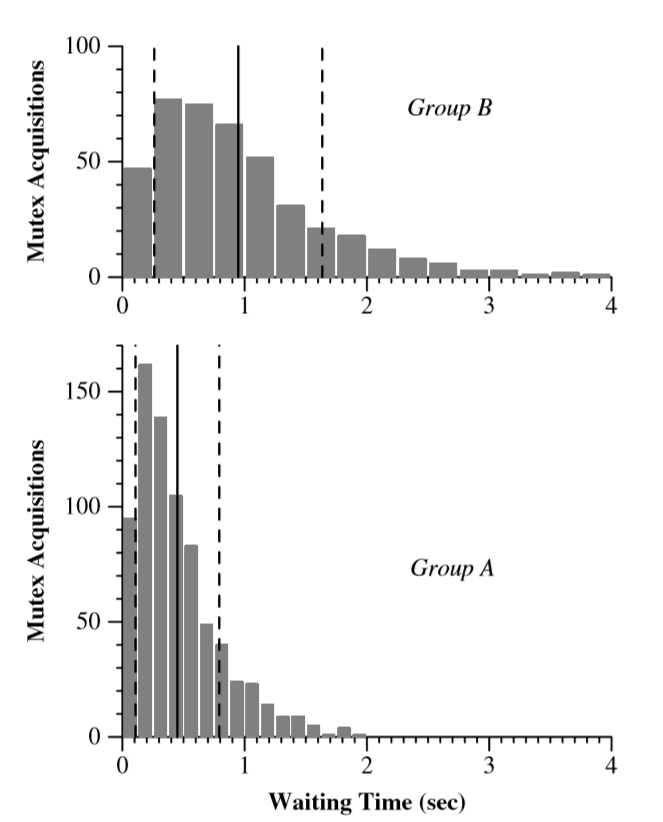 100
Mutex Acquisitions
Group B
50
0
0 1 2 3 4
150
Mutex Acquisitions
100
Group A
50
0
0 1 2 3 4
Waiting Time (sec)